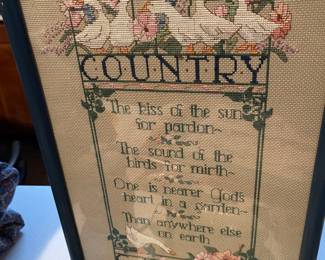 COUNTRY
The kiss of the sun
for pardon~
The sound of the
birds for mirth~
One is nearer God's
heart in a garden~
Than anywhere else
on earth